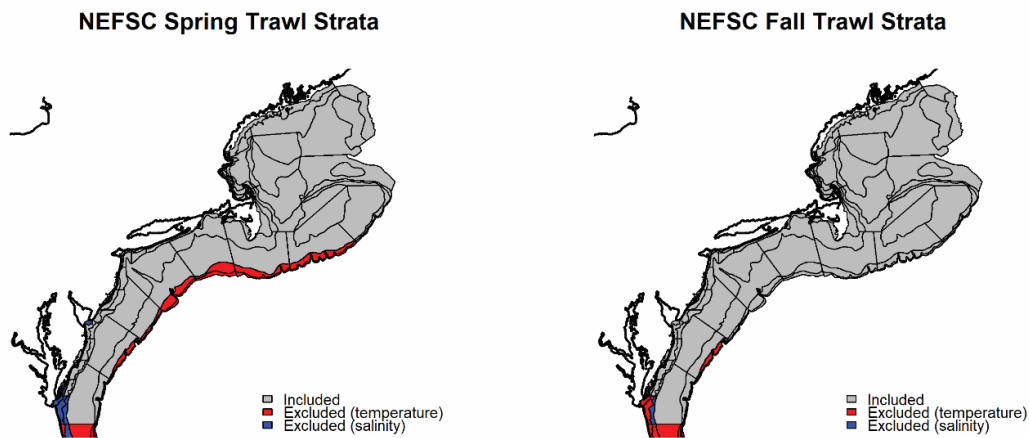 NEFSC Spring Trawl Strata
Included
Excluded (temperature)
Excluded (salinity)
NEFSC Fall Trawl Strata
Included
Excluded (temperature)
Excluded (salinity)